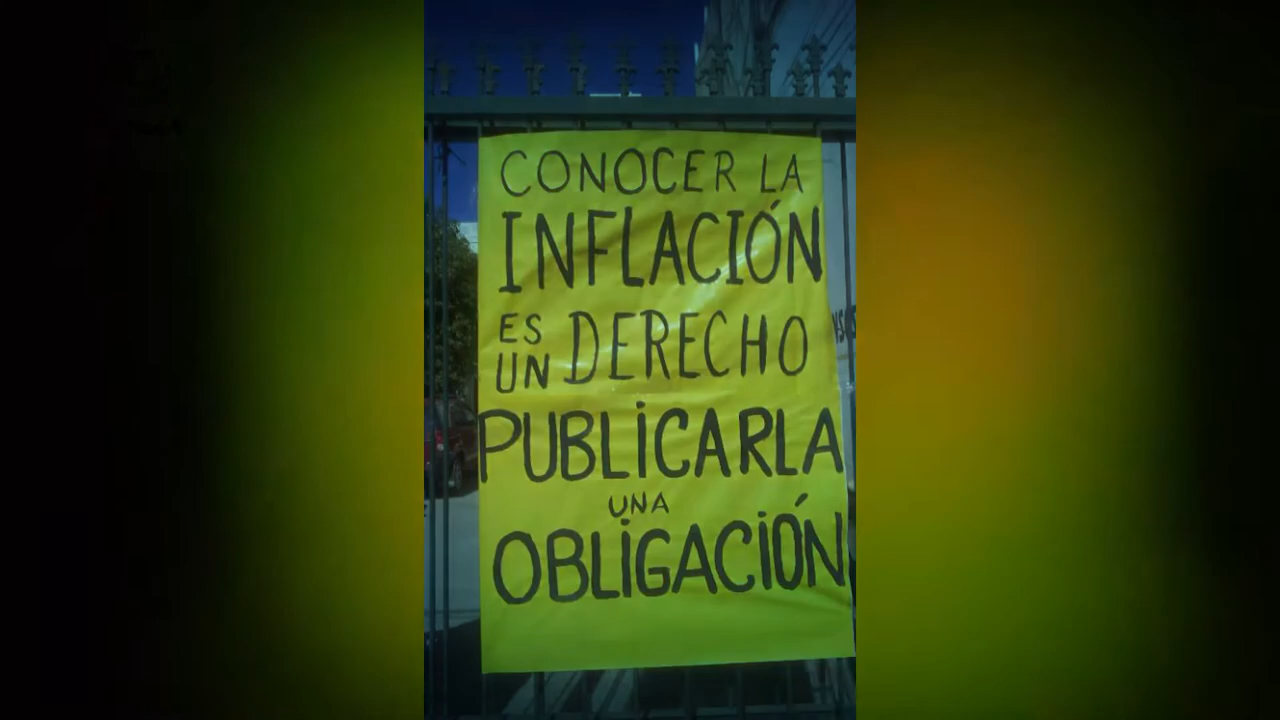 CONOCER LA
INFLACIÓN
ES
UN DERECHO
PUBLICARLA
UNA
OBLIGACIÓN